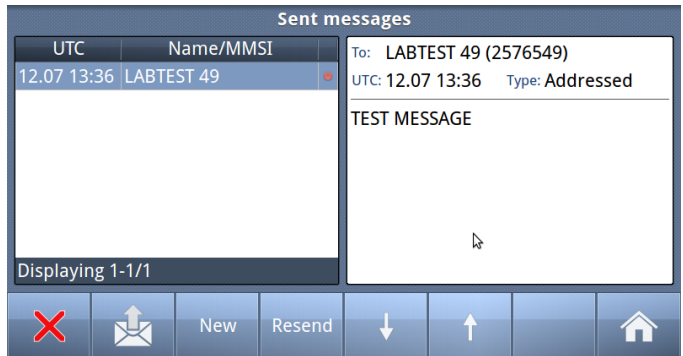 Sent messages
UTC Name/MMSI
12.07 13:36 LABTEST 49
Displaying 1-1/1
To: LABTEST 49 (2576549)
UTC: 12.07 13:36 Type: Addressed
TEST MESSAGE
New Resend